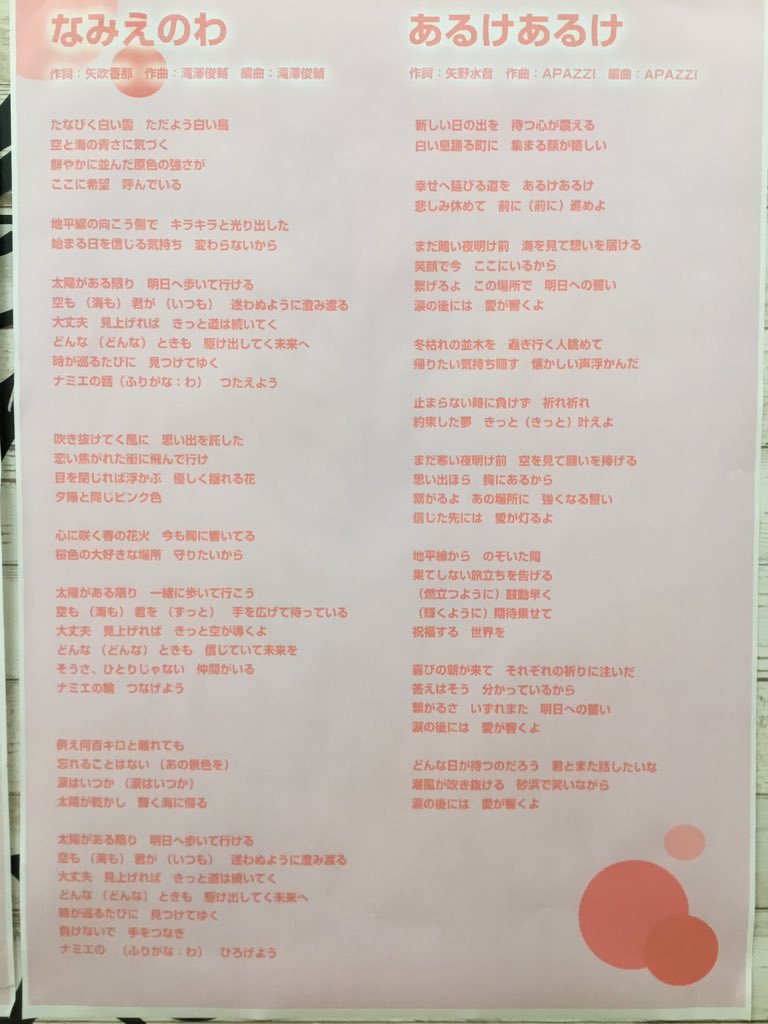 なみえのわ
作詞：矢吹香那　作曲：滝澤俊輔　編曲：滝澤俊輔
たなびく白い雲　ただよう白い鳥
空と海の青さに気づく
鮮やかに並んだ原色の強さが
ここに希望　呼んでいる
地平線の向こう側で　キラキラと光り出した
始まる日を信じる気持ち　変わらないから
太陽がある限り　明日へ歩いて行ける
空も（海も）君が（いつも）　迷わぬように澄み渡る
大丈夫　見上げれば　きっと道は続いてく
どんな（どんな）ときも　駆け出してく未来へ
時が巡るたびに　見つけてゆく
ナミエの話（ふりがな：わ）　つたえよう
吹き抜けてく風に　思い出を託した
恋い焦がれた街に飛んで行け
目を閉じれば浮かぶ　優しく揺れる花
夕陽と同じピンク色
心に咲く春の花火　今も胸に響いてる
桜色の大好きな場所　守りたいから
太陽がある限り　一緒に歩いて行こう
空も（海も）君を（ずっと）　手を広げて待っている
大丈夫　見上げれば　きっと空が導くよ
どんな（どんな）ときも　信じていて未来を
そうさ、ひとりじゃない　仲間がいる
ナミエの輪　つなげよう
例え何百キロと離れても
忘れることはない（あの景色を）
涙はいつか（涙はいつか）
太陽が乾かし　輝く海に帰る
太陽がある限り　明日へ歩いて行ける
空も（海も）君が（いつも）　迷わぬように澄み渡る
大丈夫　見上げれば　きっと道は続いてく
どんな（どんな）ときも　駆け出してく未来へ
時が巡るたびに　見つけてゆく
負けないで　手をつなぎ
ナミエの　（ふりがな：わ）　ひろげよう
あるけあるけ
作詞：矢野水音　作曲：APAZZI　編曲：APAZZI
新しい日の出を　待つ心が震える
白い息踊る町に　集まる顔が嬉しい
幸せへ延びる道を　あるけあるけ
悲しみ休めて　前に（前に）進めよ
まだ暗い夜明け前　海を見て想いを届ける
笑顔で今　ここにいるから
繋げるよ　この場所で　明日への誓い
涙の後には　愛が響くよ
冬枯れの並木を　過ぎ行く人眺めて
帰りたい気持ち隠す　懐かしい声浮かんだ
止まらない時に負けず　祈れ祈れ
約束した夢　きっと（きっと）叶えよ
まだ寒い夜明け前　空を見て願いを捧げる
思い出ほら　胸にあるから
繋がるよ　あの場所に　強くなる誓い
信じた先には　愛が灯るよ
地平線から　のぞいた陽
果てしない旅立ちを告げる
（燃立つように）鼓動早く
（輝くように）期待乗せて
祝福する　世界を
喜びの朝が来て　それぞれの祈りに注いだ
答えはそう　分かっているから
繋がるさ　いずれまた　明日への誓い
涙の後には　愛が響くよ
どんな日が待つのだろう　君とまた話したいな
潮風が吹き抜ける　砂浜で笑いながら
涙の後には　愛が響くよ